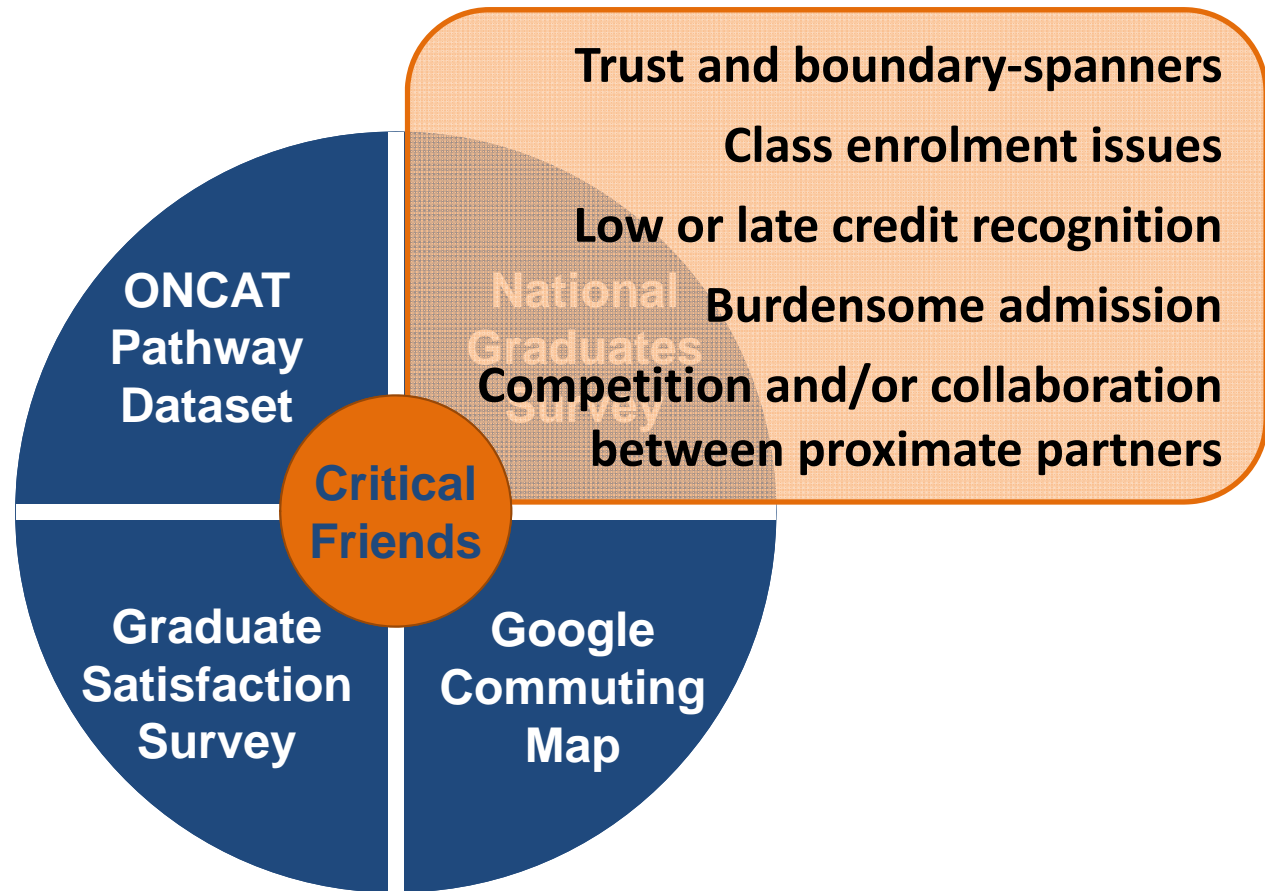 Trust and boundary-spanners
Class enrolment issues
Low or late credit recognition
Burdensome admission
Competition and/or collaboration
between proximate partners
ONCAT
Pathway
Dataset
National
Graduates
Survey
Critical
Friends
Graduate
Satisfaction
Survey
Google
Commuting
Map